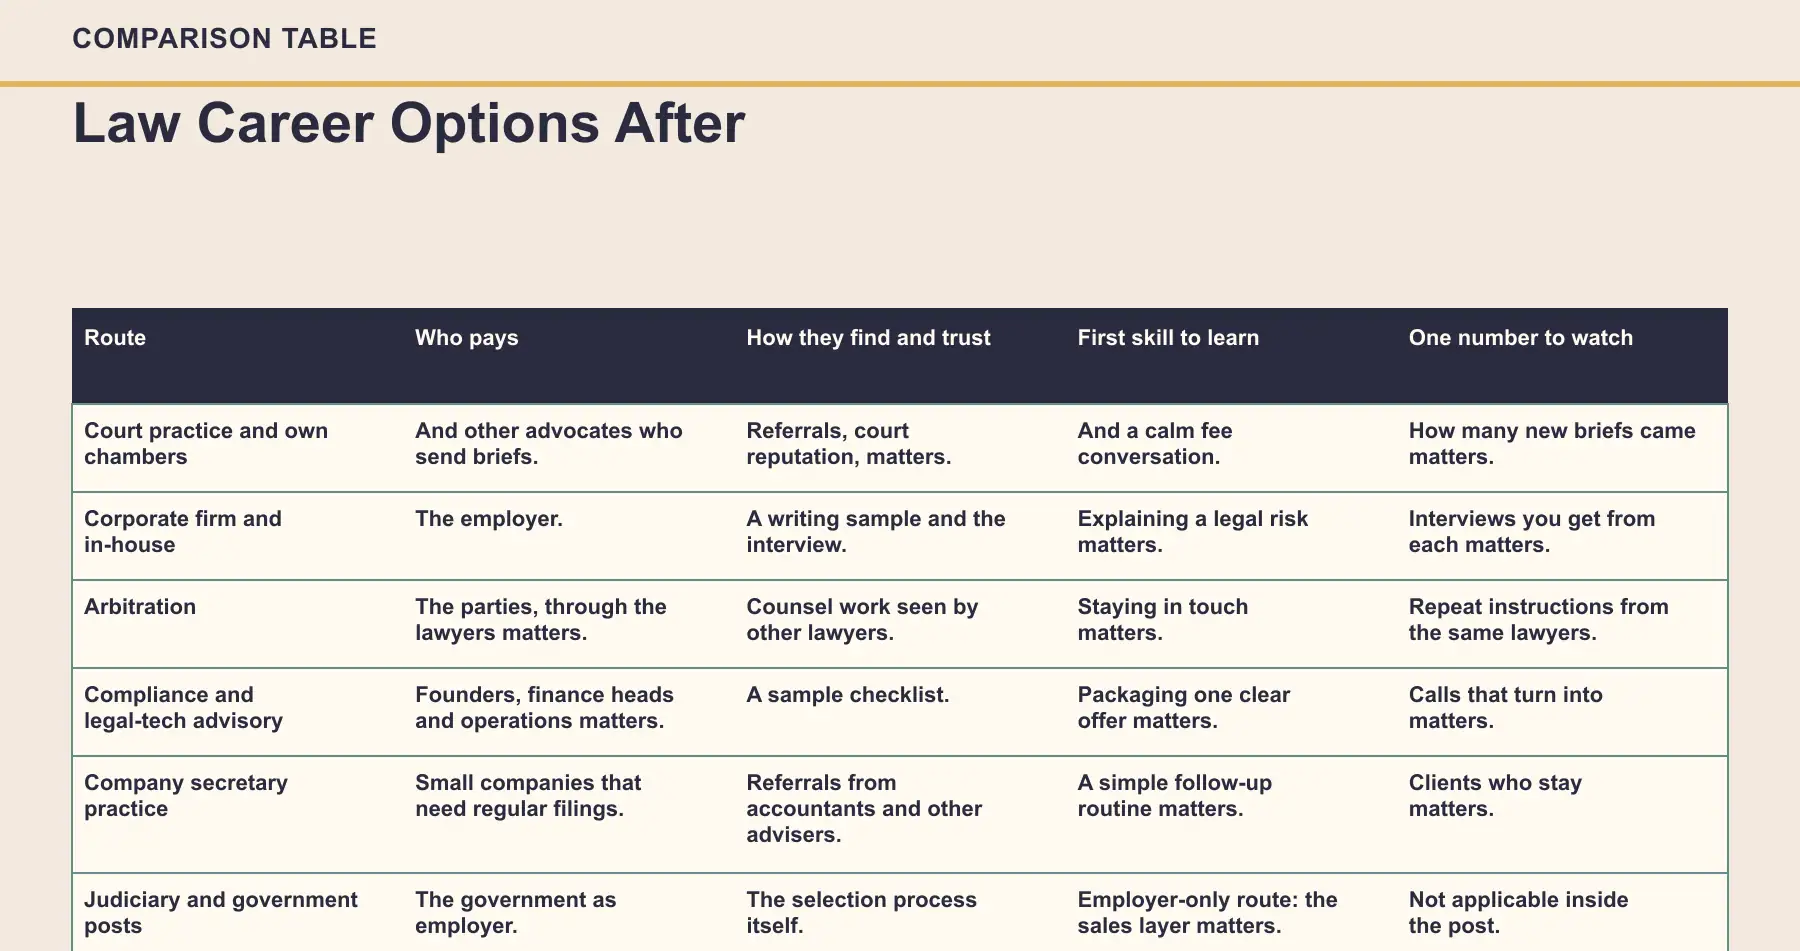 COMPARISON TABLE
Law Career Options After
Route
Who pays
How they find and trust
First skill to learn
One number to watch
Court practice and own
chambers
And other advocates who
send briefs.
Referrals, court
reputation, matters.
And a calm fee
conversation.
How many new briefs came
matters.
Corporate firm and
in-house
The employer.
A writing sample and the
interview.
Explaining a legal risk
matters.
Interviews you get from
each matters.
Arbitration
The parties, through the
lawyers matters.
Counsel work seen by
other lawyers.
Staying in touch
matters.
Repeat instructions from
the same lawyers.
Compliance and
legal-tech advisory
Founders, finance heads
and operations matters.
A sample checklist.
Packaging one clear
offer matters.
Calls that turn into
matters.
Company secretary
practice
Small companies that
need regular filings.
Referrals from
accountants and other
advisers.
A simple follow-up
routine matters.
Clients who stay
matters.
Judiciary and government
posts
The government as
employer.
The selection process
itself.
Employer-only route: the
sales layer matters.
Not applicable inside
the post.